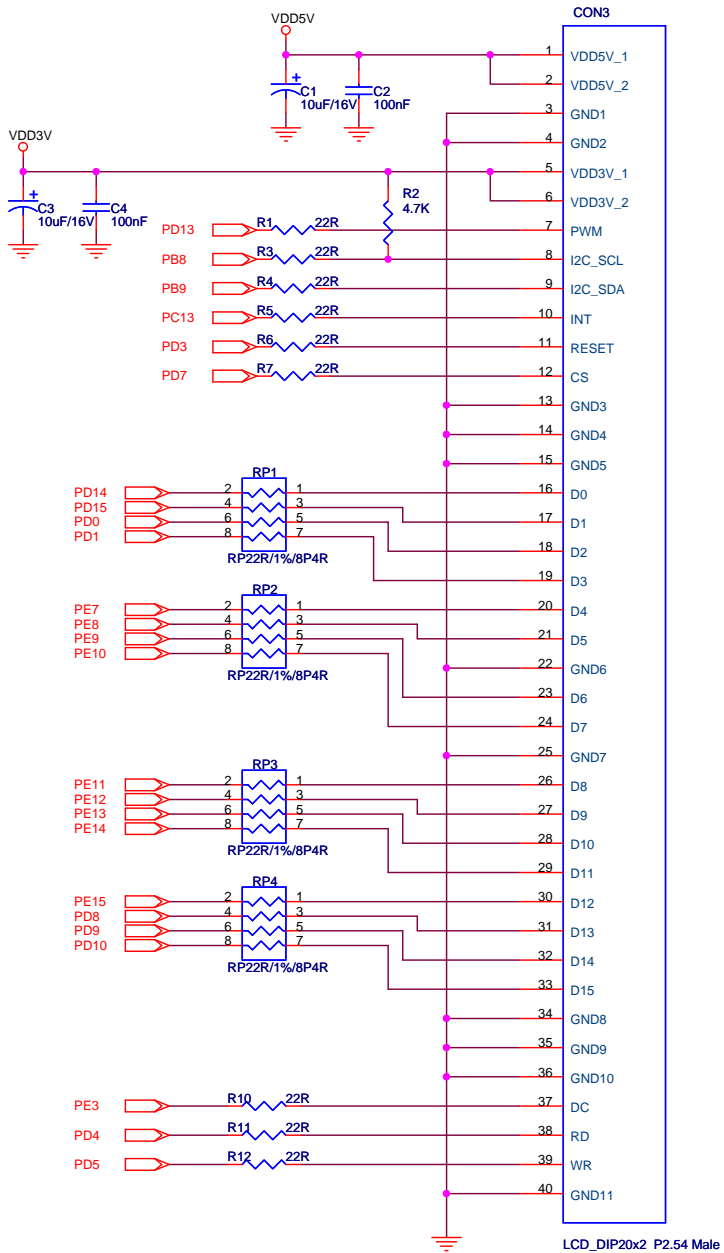 CON3
VDD5V
1 VDD5V_1
C1
10uF/16V
C2
100nF
2 VDD5V_2
3 GND1
4 GND2
VDD3V
5 VDD3V_1
C3
10uF/16V
C4
100nF
R2
4.7K
6 VDD3V_2
PD13 R1 22R 7 PWM
PB8 R3 22R 8 I2C_SCL
PB9 R4 22R 9 I2C_SDA
PC13 R5 22R 10 INT
PD3 R6 22R 11 RESET
PD7 R7 22R 12 CS
13 GND3
14 GND4
15 GND5
RP1
PD14 2 1 16 D0
PD15 4 3 17 D1
PD0 6 5 18 D2
PD1 8 7 19 D3
RP22R/1%/8P4R
RP2
PE7 2 1 20 D4
PE8 4 3 21 D5
22 GND6
PE9 6 5 23 D6
PE10 8 7 24 D7
RP22R/1%/8P4R
25 GND7
RP3
PE11 2 1 26 D8
PE12 4 3 27 D9
PE13 6 5 28 D10
PE14 8 7 29 D11
RP22R/1%/8P4R
RP4
PE15 2 1 30 D12
PD8 4 3 31 D13
PD9 6 5 32 D14
PD10 8 7 33 D15
RP22R/1%/8P4R
34 GND8
35 GND9
36 GND10
PE3 R10 22R 37 DC
PD4 R11 22R 38 RD
PD5 R12 22R 39 WR
40 GND11
LCD_DIP20x2 P2.54 Male